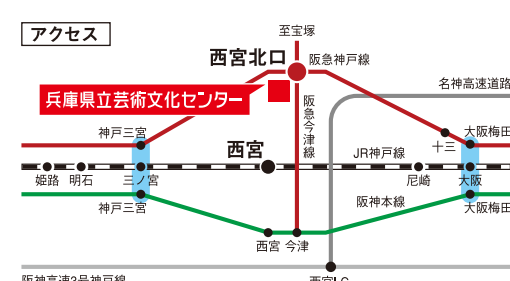 アクセス
至宝塚
西宮北口
阪急神戸線
名神高速道路
兵庫県立芸術文化センター
阪急今津線
神戸三宮
十三
大阪梅田
西宮
JR神戸線
姫路
明石
三ノ宮
尼崎
大阪
神戸三宮
阪神本線
大阪梅田
西宮
今津
阪神高速3号神戸線
西宮I.C